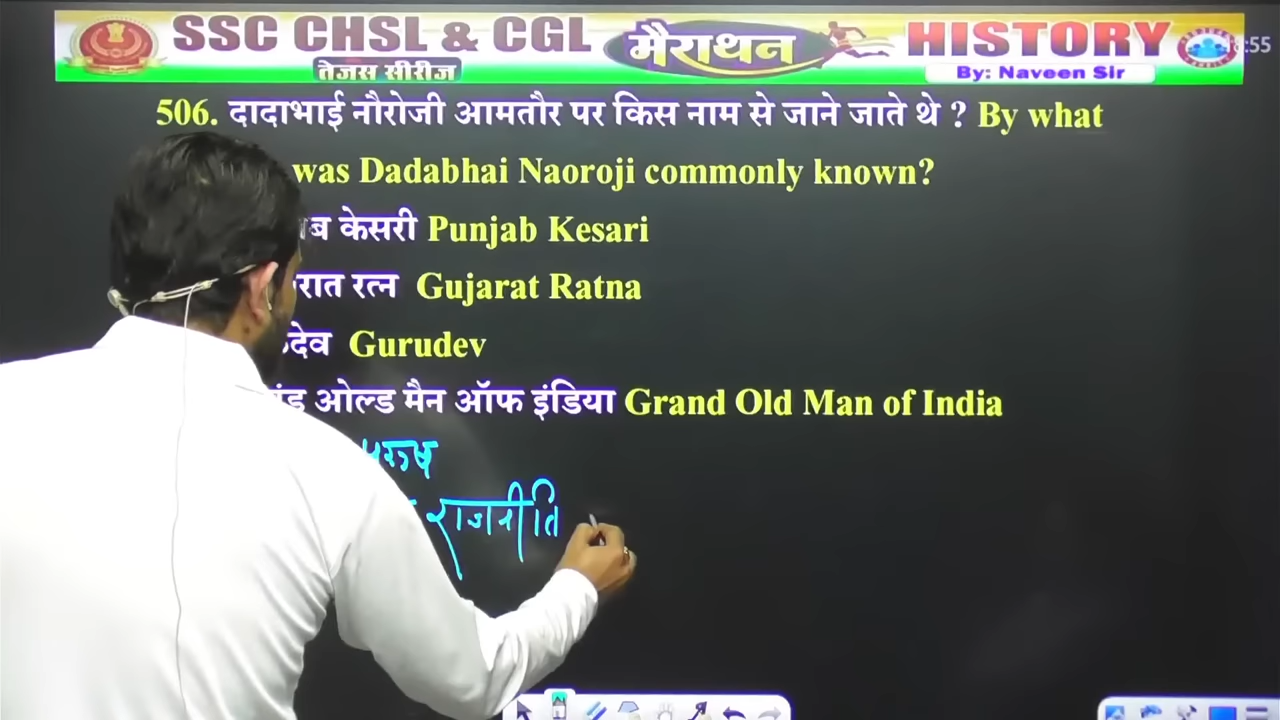 SSC CHSL & CGL मैराथन HISTORY
तेजस सीरीज By: Naveen Sir
506. दादाभाई नौरोजी आमतौर पर किस नाम से जाने जाते थे ? By what
was Dadabhai Naoroji commonly known?
केसरी Punjab Kesari
रत्न Gujarat Ratna
Gurudev
ओल्ड मैन ऑफ इंडिया Grand Old Man of India
राजनीति